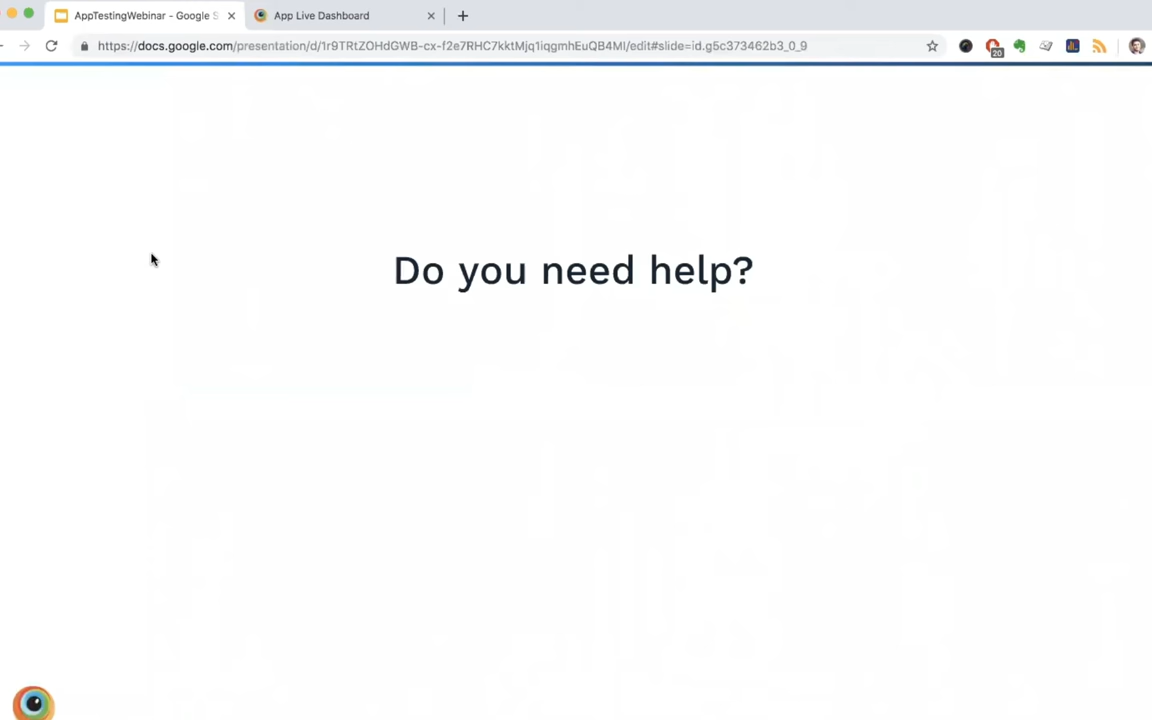 AppTestingWebinar - Google S
App Live Dashboard
https://docs.google.com/presentation/d/1r9TRtZOHdGWB-cx-f2e7RHC7kktMjq1iqgmhEuQB4MI/edit#slide=id.g5c373462b3_0_9
20
Do you need help?